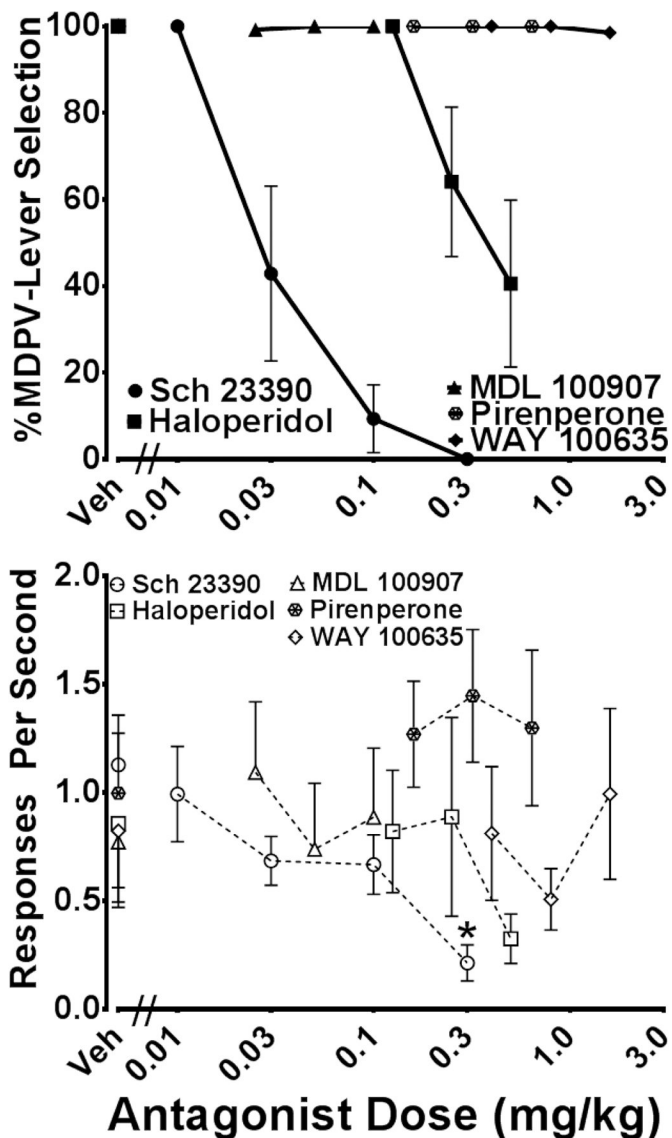 %MDPV-Lever Selection
100
80
60
40
20
0
Sch 23390
Haloperidol
MDL 100907
Pirenperone
WAY 100635
Veh 0.01 0.03 0.1 0.3 1.0 3.0
Responses Per Second
2.0
1.5
1.0
0.5
0.0
Sch 23390
Haloperidol
MDL 100907
Pirenperone
WAY 100635
*
Veh 0.01 0.03 0.1 0.3 1.0 3.0
Antagonist Dose (mg/kg)